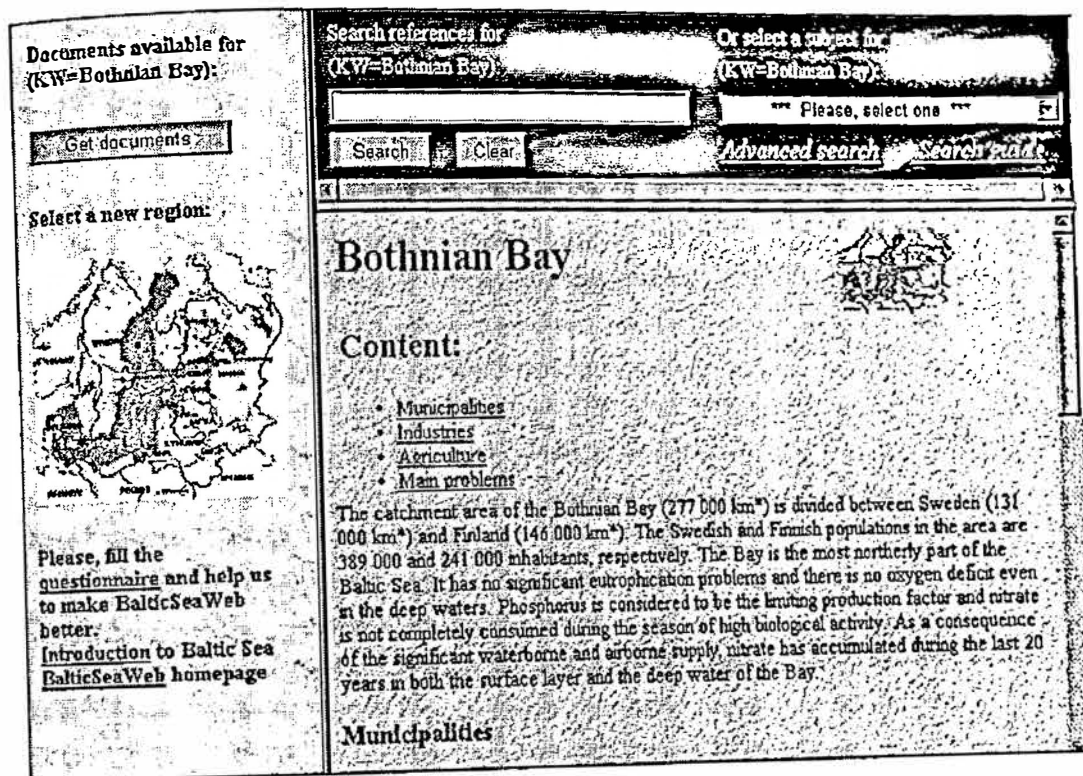 Documents available for
(KW=Bothnian Bay):
Get documents
Select a new region:
Please, fill the
questionnaire and help us
to make BalticSeaWeb
better.
Introduction to Baltic Sea
BalticSeaWeb homepage
Search references for
(KW=Bothnian Bay):
Search Clear
Or select a subject for
(KW=Bothnian Bay):
*** Please, select one ***
Advanced search Search guide
Bothnian Bay
Content:
• Municipalities
• Industries
• Agriculture
• Main problems
The catchment area of the Bothnian Bay (277 000 km*) is divided between Sweden (131
000 km*) and Finland (146 000 km*). The Swedish and Finnish populations in the area are
389 000 and 241 000 inhabitants, respectively. The Bay is the most northerly part of the
Baltic Sea. It has no significant eutrophication problems and there is no oxygen deficit even
in the deep waters. Phosphorus is considered to be the limiting production factor and nitrate
is not completely consumed during the season of high biological activity. As a consequence
of the significant waterborne and airborne supply, nitrate has accumulated during the last 20
years in both the surface layer and the deep water of the Bay.
Municipalities